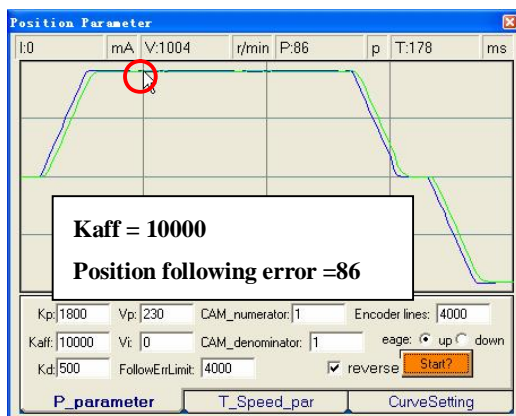 Position Parameter
I:0 mA V:1004 r/min P:86 p T:178 ms
Kaff = 10000
Position following error =86
Kp: 1800 Vp: 230 CAM_numerator: 1 Encoder lines: 4000
Kaff: 10000 Vi: 0 CAM_denominator: 1 eage: up down
Kd: 500 FollowErrLimit: 4000 reverse Start?
P_parameter T_Speed_par CurveSetting